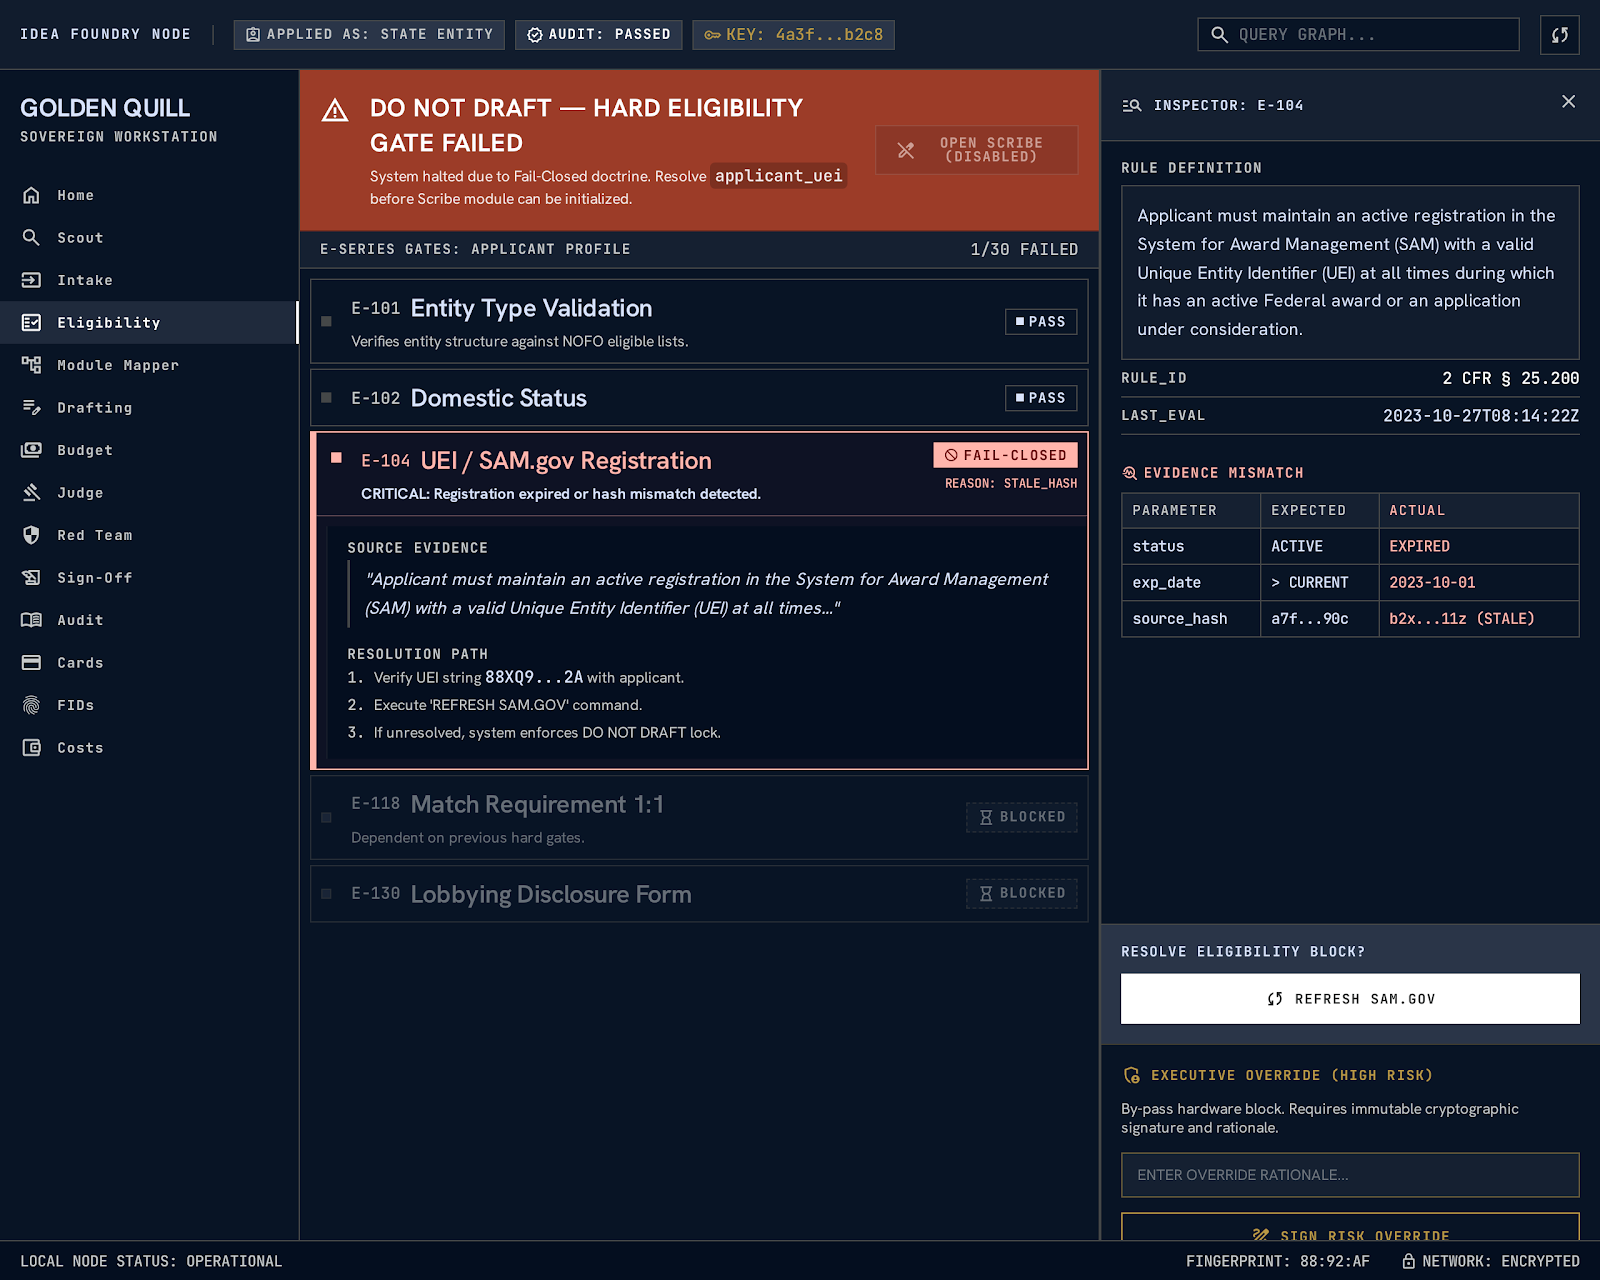 IDEA FOUNDRY NODE
APPLIED AS: STATE ENTITY
AUDIT: PASSED
KEY: 4a3f...b2c8
QUERY GRAPH...
GOLDEN QUILL
SOVEREIGN WORKSTATION
Home
Scout
Intake
Eligibility
Module Mapper
Drafting
Budget
Judge
Red Team
Sign-Off
Audit
Cards
FIDs
Costs
DO NOT DRAFT — HARD ELIGIBILITY
GATE FAILED
System halted due to Fail-Closed doctrine. Resolve applicant_uei
before Scribe module can be initialized.
OPEN SCRIBE
(DISABLED)
E-SERIES GATES: APPLICANT PROFILE
1/30 FAILED
E-101 Entity Type Validation
Verifies entity structure against NOFO eligible lists.
PASS
E-102 Domestic Status
PASS
E-104 UEI / SAM.gov Registration
CRITICAL: Registration expired or hash mismatch detected.
FAIL-CLOSED
REASON: STALE_HASH
SOURCE EVIDENCE
"Applicant must maintain an active registration in the System for Award Management
(SAM) with a valid Unique Entity Identifier (UEI) at all times..."
RESOLUTION PATH
1. Verify UEI string 88XQ9...2A with applicant.
2. Execute 'REFRESH SAM.GOV' command.
3. If unresolved, system enforces DO NOT DRAFT lock.
E-118 Match Requirement 1:1
Dependent on previous hard gates.
BLOCKED
E-130 Lobbying Disclosure Form
BLOCKED
INSPECTOR: E-104
RULE DEFINITION
Applicant must maintain an active registration in the
System for Award Management (SAM) with a valid
Unique Entity Identifier (UEI) at all times during which
it has an active Federal award or an application
under consideration.
RULE_ID 2 CFR § 25.200
LAST_EVAL 2023-10-27T08:14:22Z
EVIDENCE MISMATCH
PARAMETER EXPECTED ACTUAL
status ACTIVE EXPIRED
exp_date > CURRENT 2023-10-01
source_hash a7f...90c b2x...11z (STALE)
RESOLVE ELIGIBILITY BLOCK?
REFRESH SAM.GOV
EXECUTIVE OVERRIDE (HIGH RISK)
By-pass hardware block. Requires immutable cryptographic
signature and rationale.
ENTER OVERRIDE RATIONALE...
SIGN RISK OVERRIDE
LOCAL NODE STATUS: OPERATIONAL
FINGERPRINT: 88:92:AF
NETWORK: ENCRYPTED